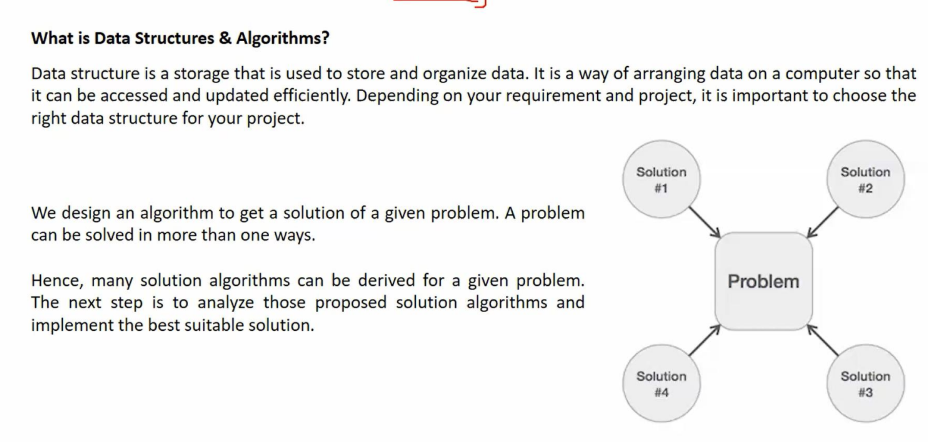 What is Data Structures & Algorithms?
Data structure is a storage that is used to store and organize data. It is a way of arranging data on a computer so that
it can be accessed and updated efficiently. Depending on your requirement and project, it is important to choose the
right data structure for your project.
We design an algorithm to get a solution of a given problem. A problem
can be solved in more than one ways.
Hence, many solution algorithms can be derived for a given problem.
The next step is to analyze those proposed solution algorithms and
implement the best suitable solution.
Solution
#1
Solution
#2
Problem
Solution
#4
Solution
#3